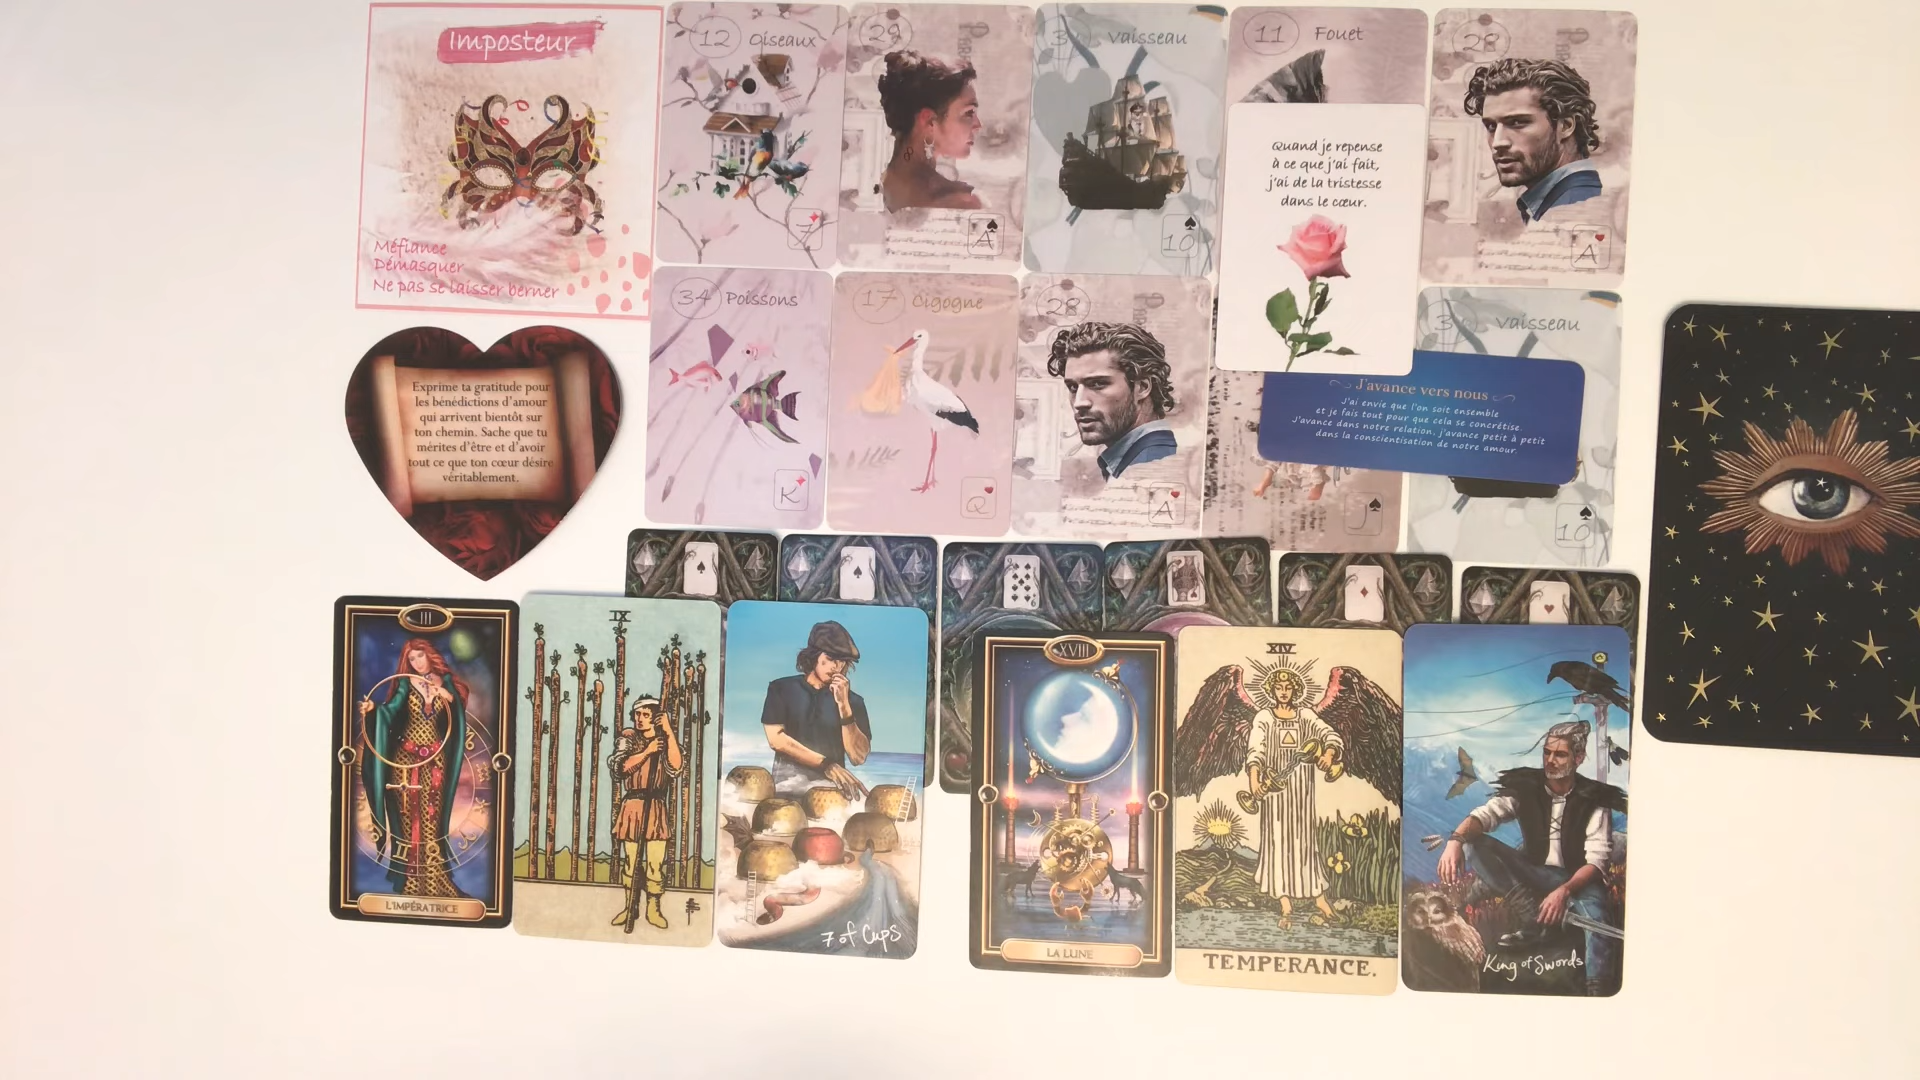 Imposteur
Méfiance
Démasquer
Ne pas se laisser berner
12 Oiseaux
7
29
A
Vaisseau
10
11 Fouet
Quand je repense
à ce que j'ai fait,
j'ai de la tristesse
dans le cœur.
28
A
Exprime ta gratitude pour
les bénédictions d'amour
qui arrivent bientôt sur
ton chemin. Sache que tu
mérites d'être et d'avoir
tout ce que ton cœur désire
véritablement.
34 Poissons
K
17 Cigogne
Q
28
A
J
Vaisseau
10
J'avance vers nous
J'ai envie que l'on soit ensemble
et je fais tout pour que cela se concrétise.
J'avance dans notre relation, j'avance petit à petit
dans la conscientisation de notre amour.
III
L'IMPÉRATRICE
IX
7 of Cups
XVIII
LA LUNE
XIV
TEMPERANCE.
King of Swords